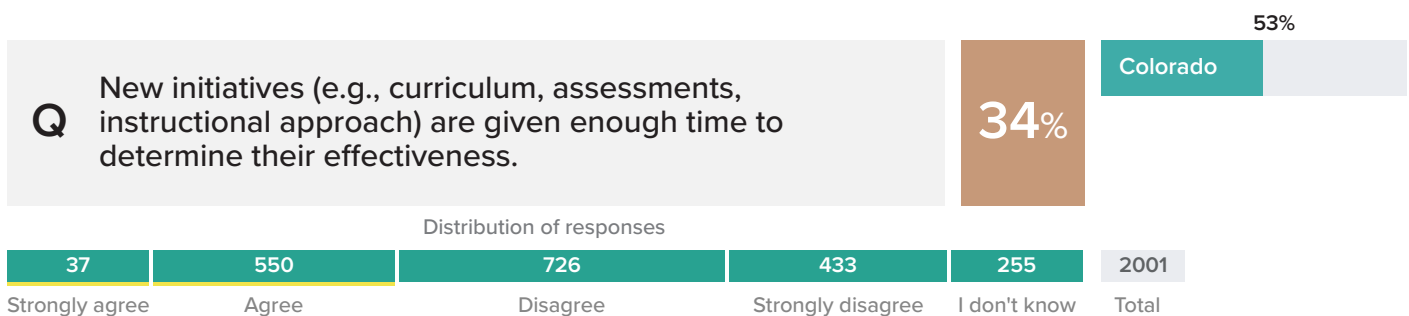 53%
Q
New initiatives (e.g., curriculum, assessments,
instructional approach) are given enough time to
determine their effectiveness.
34%
Colorado
Distribution of responses
37 550 726 433 255 2001
Strongly agree Agree Disagree Strongly disagree I don't know Total